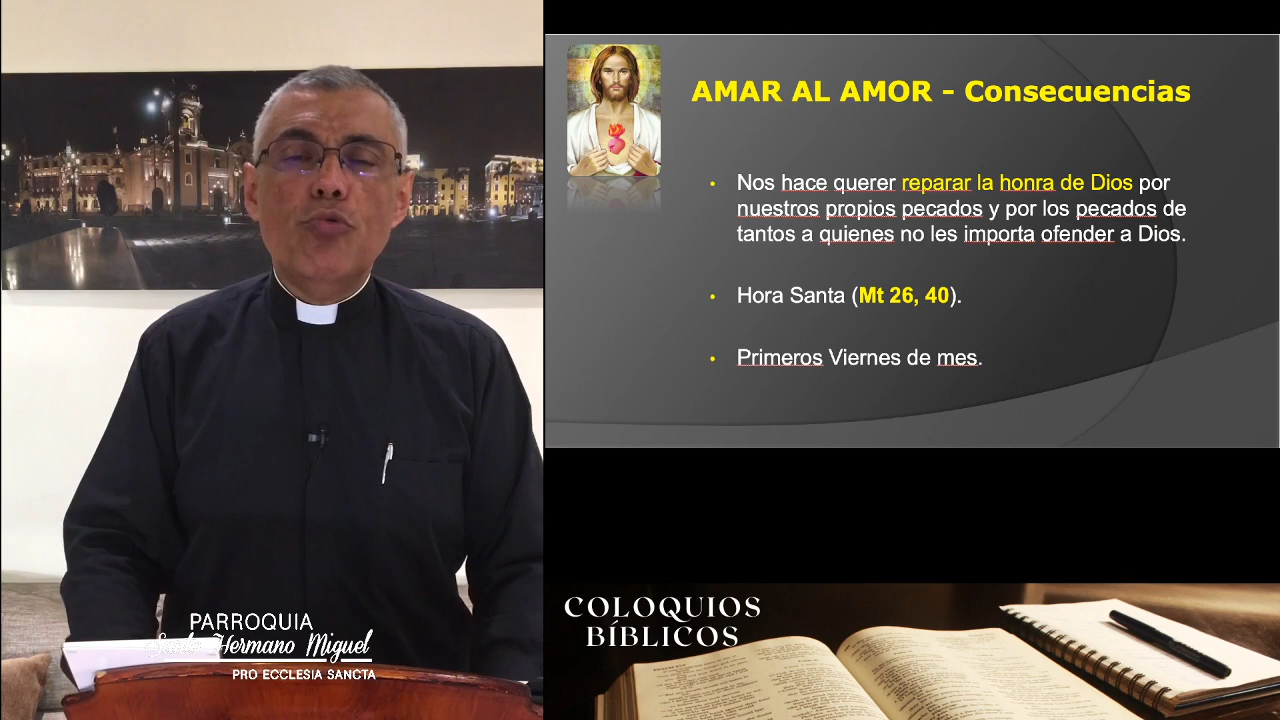 AMAR AL AMOR - Consecuencias
• Nos hace querer reparar la honra de Dios por
nuestros propios pecados y por los pecados de
tantos a quienes no les importa ofender a Dios.
• Hora Santa (Mt 26, 40).
• Primeros Viernes de mes.
PARROQUIA
Santo Hermano Miguel
PRO ECCLESIA SANCTA
COLOQUIOS
BÍBLICOS